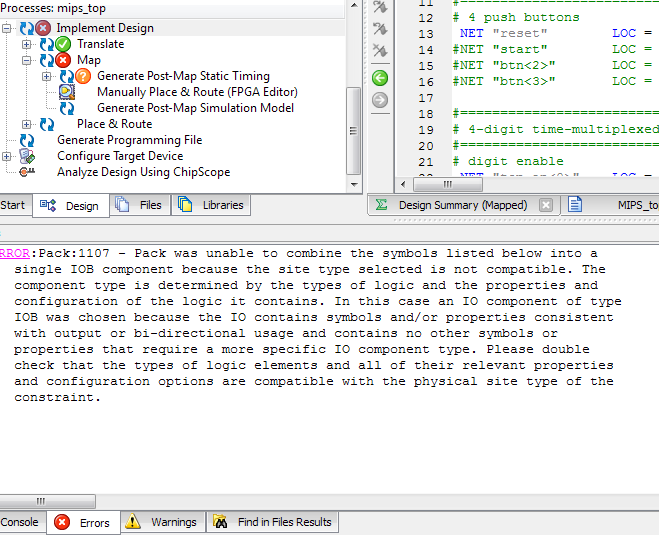 Processes: mips_top
Implement Design
Translate
Map
Generate Post-Map Static Timing
Manually Place & Route (FPGA Editor)
Generate Post-Map Simulation Model
Place & Route
Generate Programming File
Configure Target Device
Analyze Design Using ChipScope
Start
Design
Files
Libraries
11 #
12 # 4 push buttons
13 NET "reset" LOC =
14 #NET "start" LOC =
15 #NET "btn<2>" LOC =
16 #NET "btn<3>" LOC =
17
18 #==========================
19 # 4-digit time-multiplexed
20 #==========================
21 # digit enable
Design Summary (Mapped)
MIPS_to
RROR:Pack:1107 - Pack was unable to combine the symbols listed below into a
single IOB component because the site type selected is not compatible. The
component type is determined by the types of logic and the properties and
configuration of the logic it contains. In this case an IO component of type
IOB was chosen because the IO contains symbols and/or properties consistent
with output or bi-directional usage and contains no other symbols or
properties that require a more specific IO component type. Please double
check that the types of logic elements and all of their relevant properties
and configuration options are compatible with the physical site type of the
constraint.
Console
Errors
Warnings
Find in Files Results